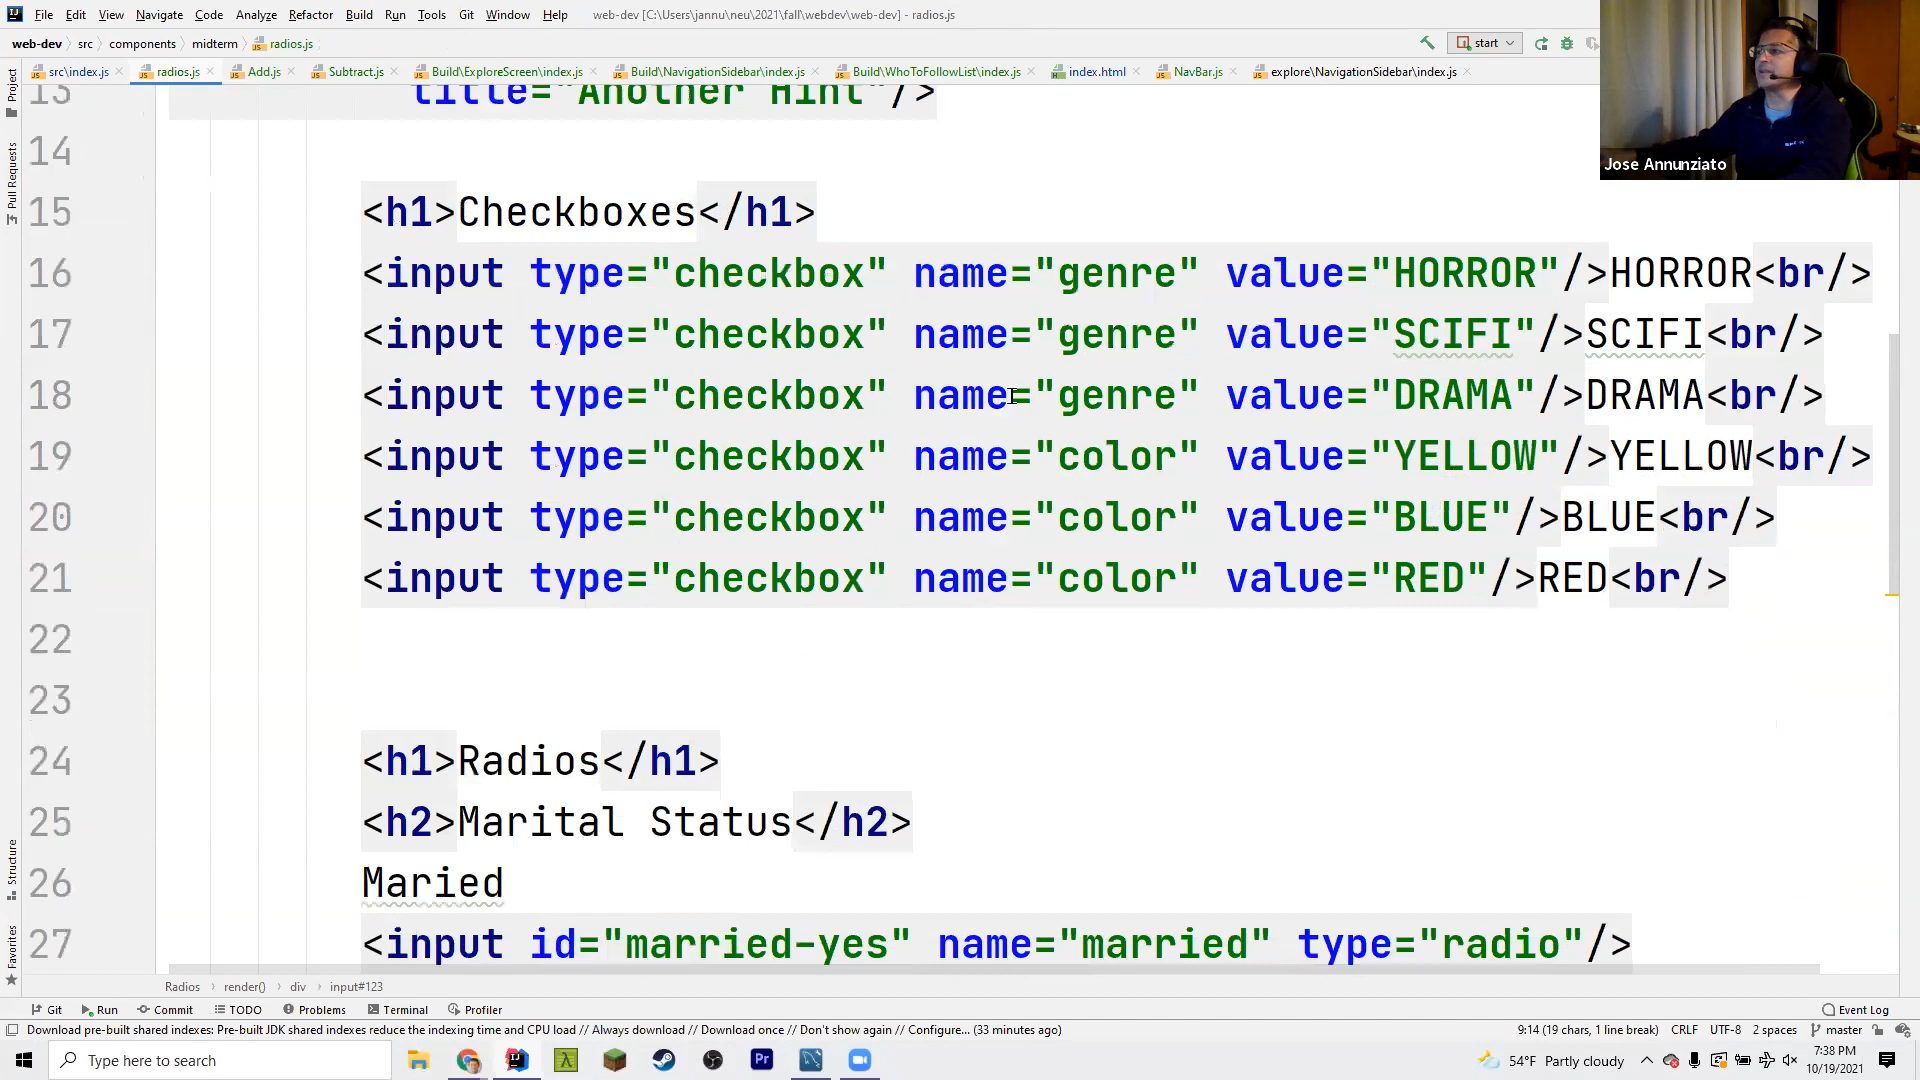 File Edit View Navigate Code Analyze Refactor Build Run Tools Git Window Help web-dev [C:\Users\jannu\neu\2021\fall\webdev\web-dev] - radios.js
web-dev src components midterm radios.js start
src\index.js radios.js Add.js Subtract.js Build\ExploreScreen\index.js Build\NavigationSidebar\index.js Build\WhoToFollowList\index.js index.html NavBar.js explore\NavigationSidebar\index.js
Jose Annunziato
Project
Pull Requests
Structure
Favorites
13 title="Another Hint"/>
14
15 <h1>Checkboxes</h1>
16 <input type="checkbox" name="genre" value="HORROR"/>HORROR<br/>
17 <input type="checkbox" name="genre" value="SCIFI"/>SCIFI<br/>
18 <input type="checkbox" name="genre" value="DRAMA"/>DRAMA<br/>
19 <input type="checkbox" name="color" value="YELLOW"/>YELLOW<br/>
20 <input type="checkbox" name="color" value="BLUE"/>BLUE<br/>
21 <input type="checkbox" name="color" value="RED"/>RED<br/>
22
23
24 <h1>Radios</h1>
25 <h2>Marital Status</h2>
26 Maried
27 <input id="married-yes" name="married" type="radio"/>
Radios render() div input#123
Git Run Commit TODO Problems Terminal Profiler Event Log
Download pre-built shared indexes: Pre-built JDK shared indexes reduce the indexing time and CPU load // Always download // Download once // Don't show again // Configure... (33 minutes ago) 9:14 (19 chars, 1 line break) CRLF UTF-8 2 spaces master
Type here to search 54°F Partly cloudy 7:38 PM
10/19/2021